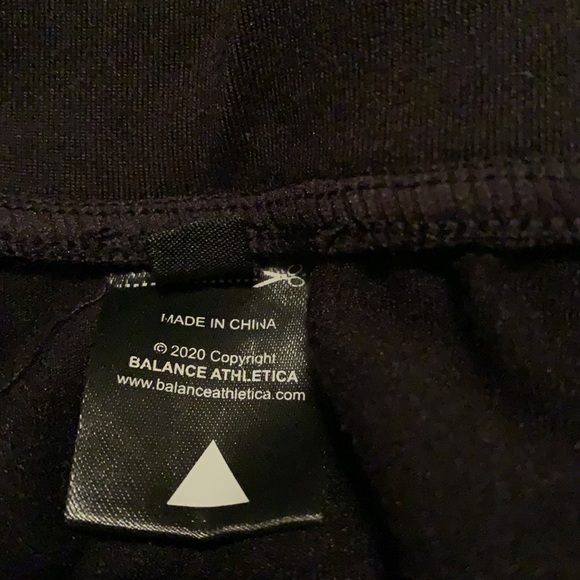 MADE IN CHINA
© 2020 Copyright
BALANCE ATHLETICA
www.balanceathletica.com